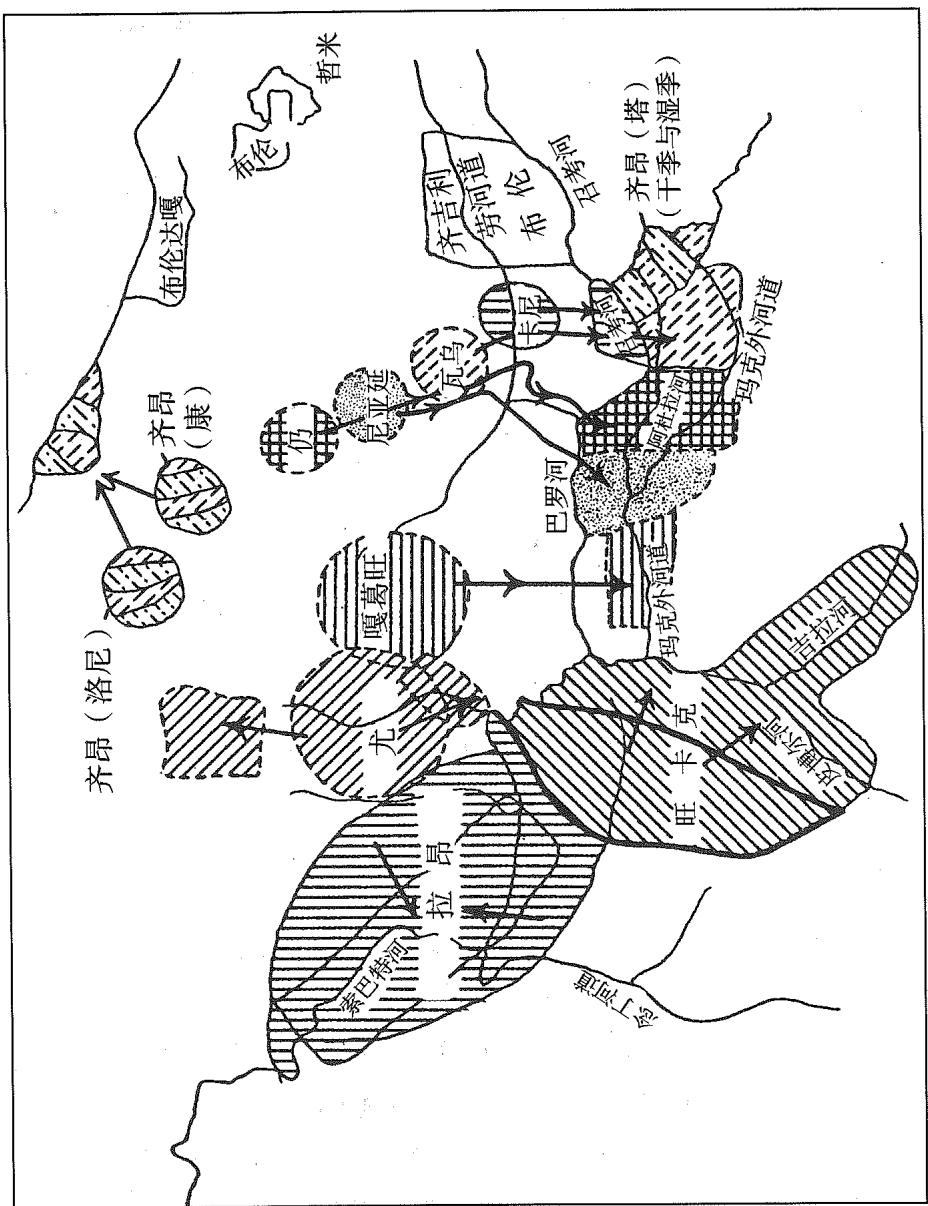 齐昂（洛尼）
齐昂
（康）
布伦达嘎
布伦
哲米
仍
尼亚延
瓦乌
卡尼
齐吉利
劳河道
布伦
召考河
嘎葛旺
尤
拉昂
索巴特河
念丁河道
巴罗河
召考河
齐昂（塔）
（干季与湿季）
阿杜拉河
玛克外河道
玛克外河道
旺卡克
皮博尔河
吉拉河